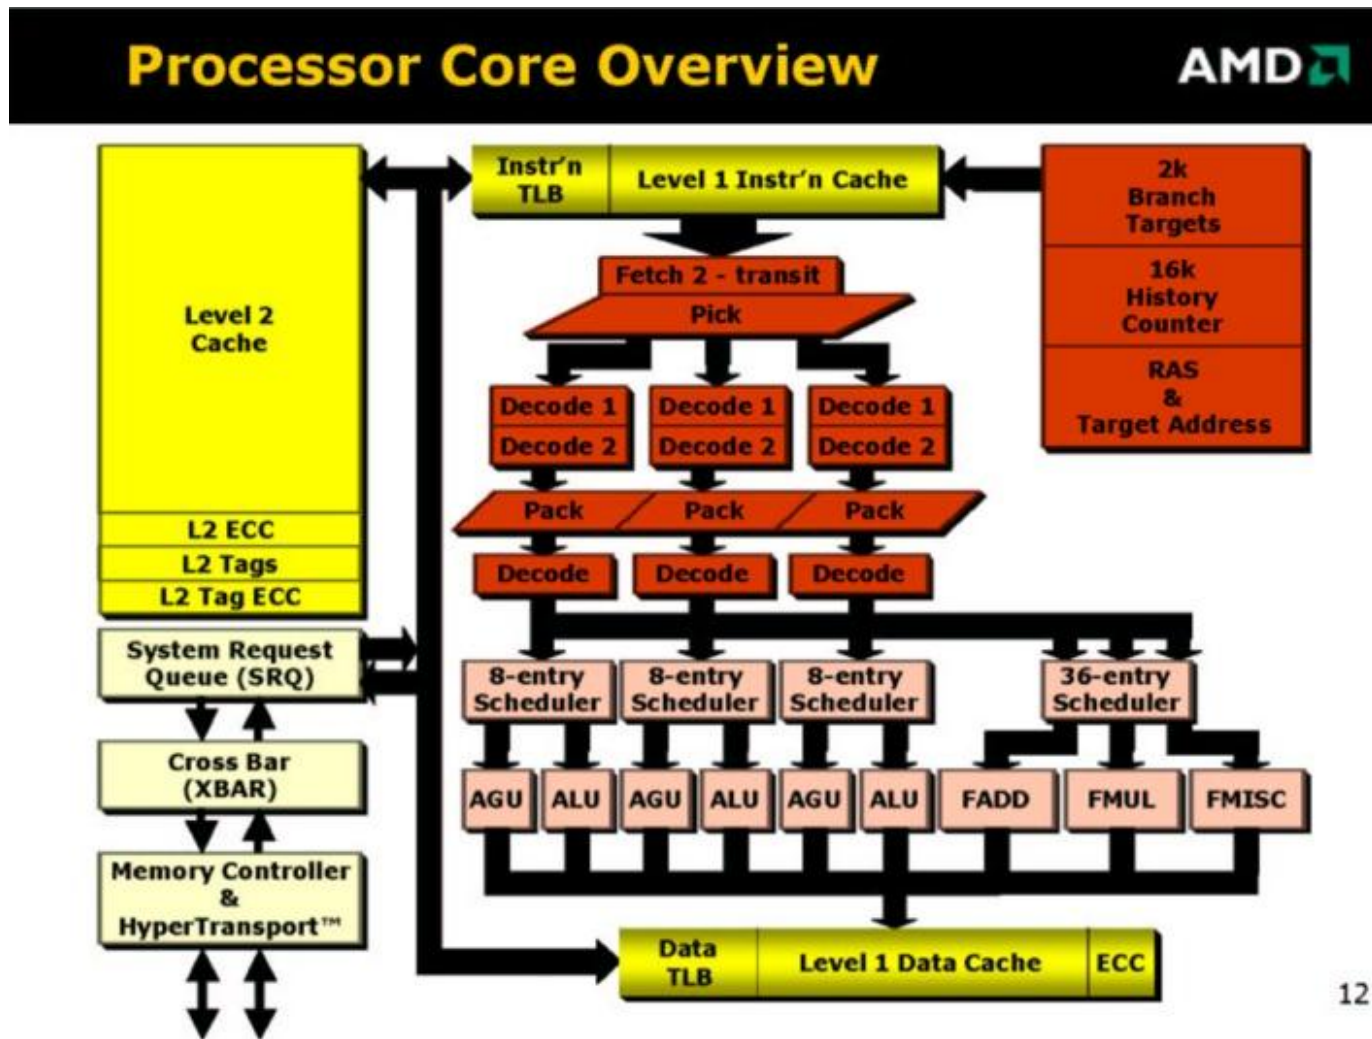 Processor Core Overview
AMD
Level 2
Cache
L2 ECC
L2 Tags
L2 Tag ECC
System Request
Queue (SRQ)
Cross Bar
(XBAR)
Memory Controller
&
HyperTransport™
Instr'n
TLB
Level 1 Instr'n Cache
2k
Branch
Targets
16k
History
Counter
RAS
&
Target Address
Fetch 2 - transit
Pick
Decode 1 Decode 1 Decode 1
Decode 2 Decode 2 Decode 2
Pack Pack Pack
Decode Decode Decode
8-entry
Scheduler
8-entry
Scheduler
8-entry
Scheduler
36-entry
Scheduler
AGU ALU AGU ALU AGU ALU FADD FMUL FMISC
Data
TLB
Level 1 Data Cache
ECC
12